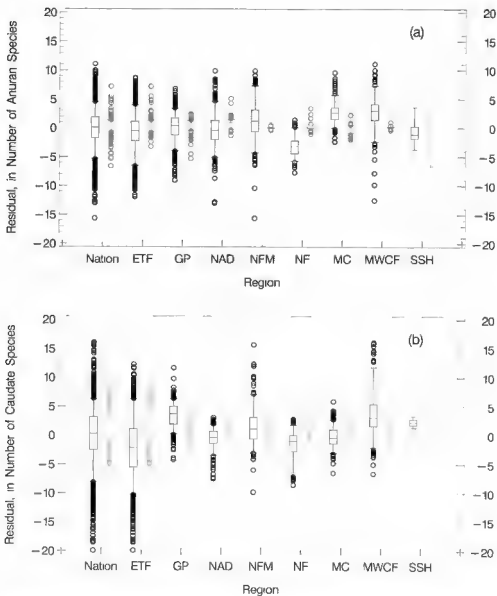 (a)
Residual, in Number of Anuran Species
20 20
15 15
10 10
5 5
0 0
−5 −5
−10 −10
−15 −15
−20 −20
Nation ETF GP NAD NFM NF MC MWCF SSH
Region
(b)
Residual, in Number of Caudate Species
20 20
15 15
10 10
5 5
0 0
−5 −5
−10 −10
−15 −15
−20 −20
Nation ETF GP NAD NFM NF MC MWCF SSH
Region